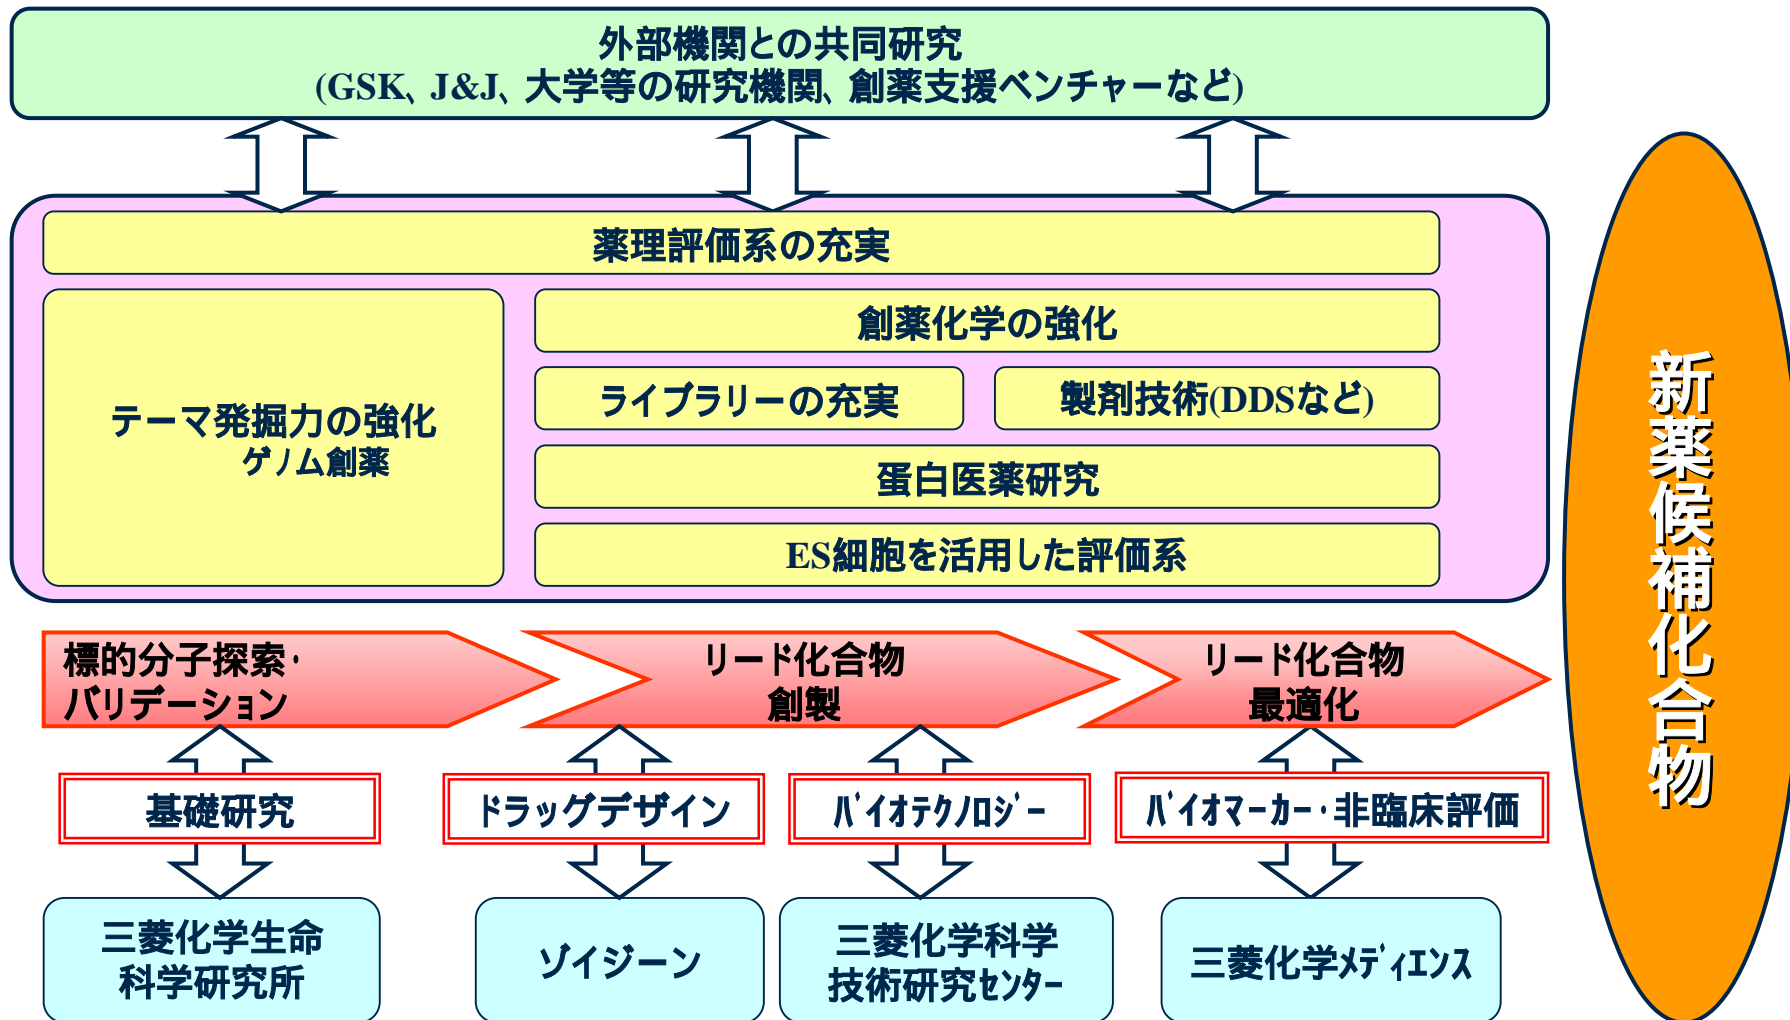 外部機関との共同研究
(GSK、J&J、大学等の研究機関、創薬支援ベンチャーなど)
薬理評価系の充実
テーマ発掘力の強化
ゲノム創薬
創薬化学の強化
ライブラリーの充実
製剤技術(DDSなど)
蛋白医薬研究
ES細胞を活用した評価系
標的分子探索・
バリデーション
リード化合物
創製
リード化合物
最適化
基礎研究
ドラッグデザイン
ﾊﾞｲｵﾃｸﾉﾛｼﾞｰ
ﾊﾞｲｵﾏｰｶｰ・非臨床評価
三菱化学生命
科学研究所
ゾイジーン
三菱化学科学
技術研究ｾﾝﾀｰ
三菱化学ﾒﾃﾞｨｴﾝｽ
新薬候補化合物